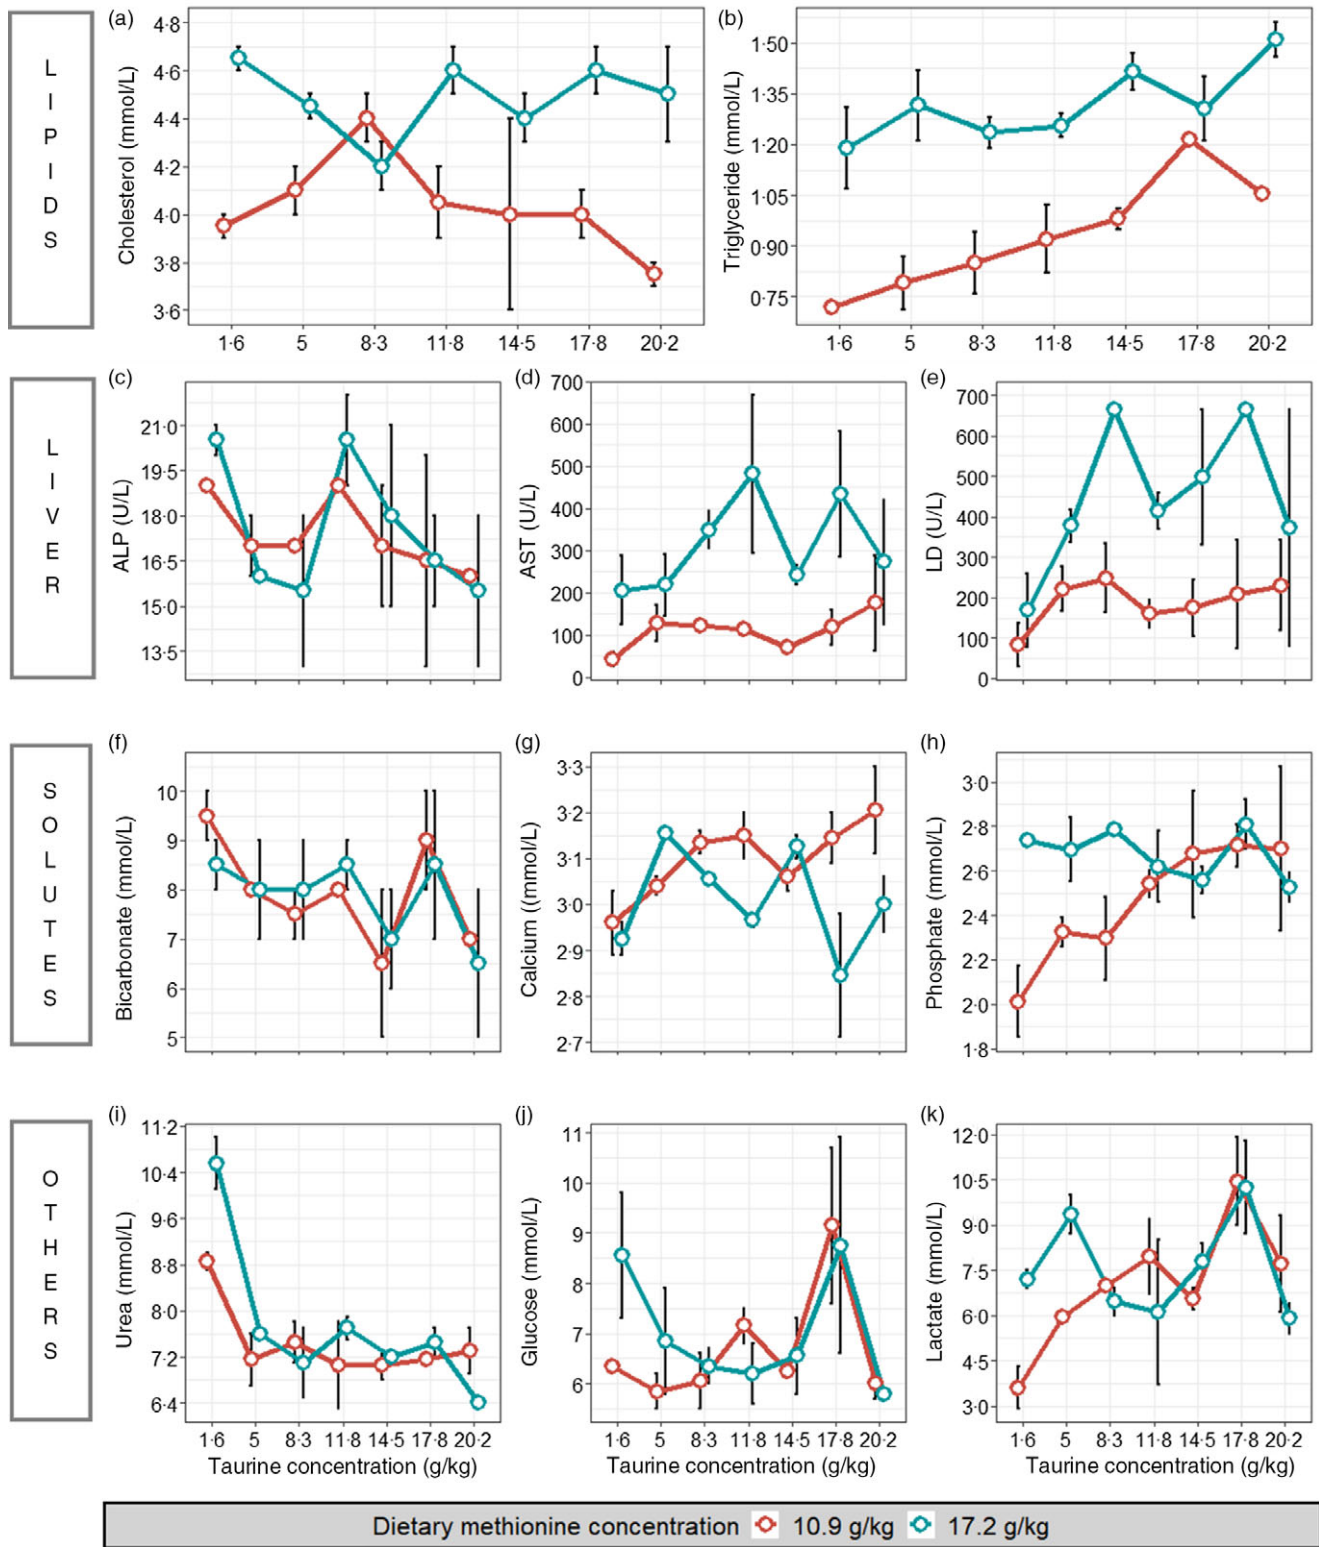 LIPIDS
(a)
Cholesterol (mmol/L)
4·8
4·6
4·4
4·2
4·0
3·8
3·6
1·6 5 8·3 11·8 14·5 17·8 20·2
(b)
Triglyceride (mmol/L)
1·50
1·35
1·20
1·05
0·90
0·75
1·6 5 8·3 11·8 14·5 17·8 20·2
LIVER
(c)
ALP (U/L)
21·0
19·5
18·0
16·5
15·0
13·5
(d)
AST (U/L)
700
600
500
400
300
200
100
0
(e)
LD (U/L)
700
600
500
400
300
200
100
0
SOLUTES
(f)
Bicarbonate (mmol/L)
10
9
8
7
6
5
(g)
Calcium ((mmol/L)
3·3
3·2
3·1
3·0
2·9
2·8
2·7
(h)
Phosphate (mmol/L)
3·0
2·8
2·6
2·4
2·2
2·0
1·8
OTHERS
(i)
Urea (mmol/L)
11·2
10·4
9·6
8·8
8·0
7·2
6·4
1·6 5 8·3 11·8 14·5 17·8 20·2
Taurine concentration (g/kg)
(j)
Glucose (mmol/L)
11
10
9
8
7
6
1·6 5 8·3 11·8 14·5 17·8 20·2
Taurine concentration (g/kg)
(k)
Lactate (mmol/L)
12·0
10·5
9·0
7·5
6·0
4·5
3·0
1·6 5 8·3 11·8 14·5 17·8 20·2
Taurine concentration (g/kg)
Dietary methionine concentration 10.9 g/kg 17.2 g/kg